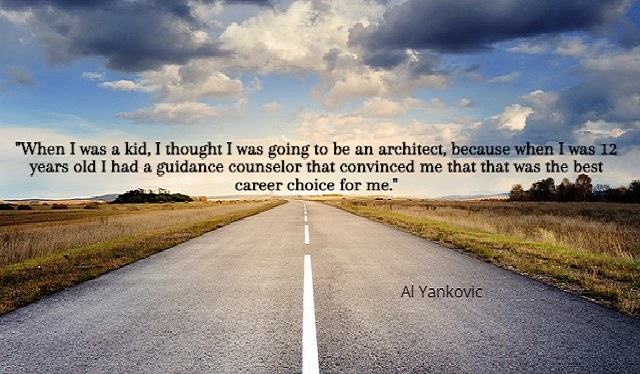 "When I was a kid, I thought I was going to be an architect, because when I was 12
years old I had a guidance counselor that convinced me that that was the best
career choice for me."
Al Yankovic